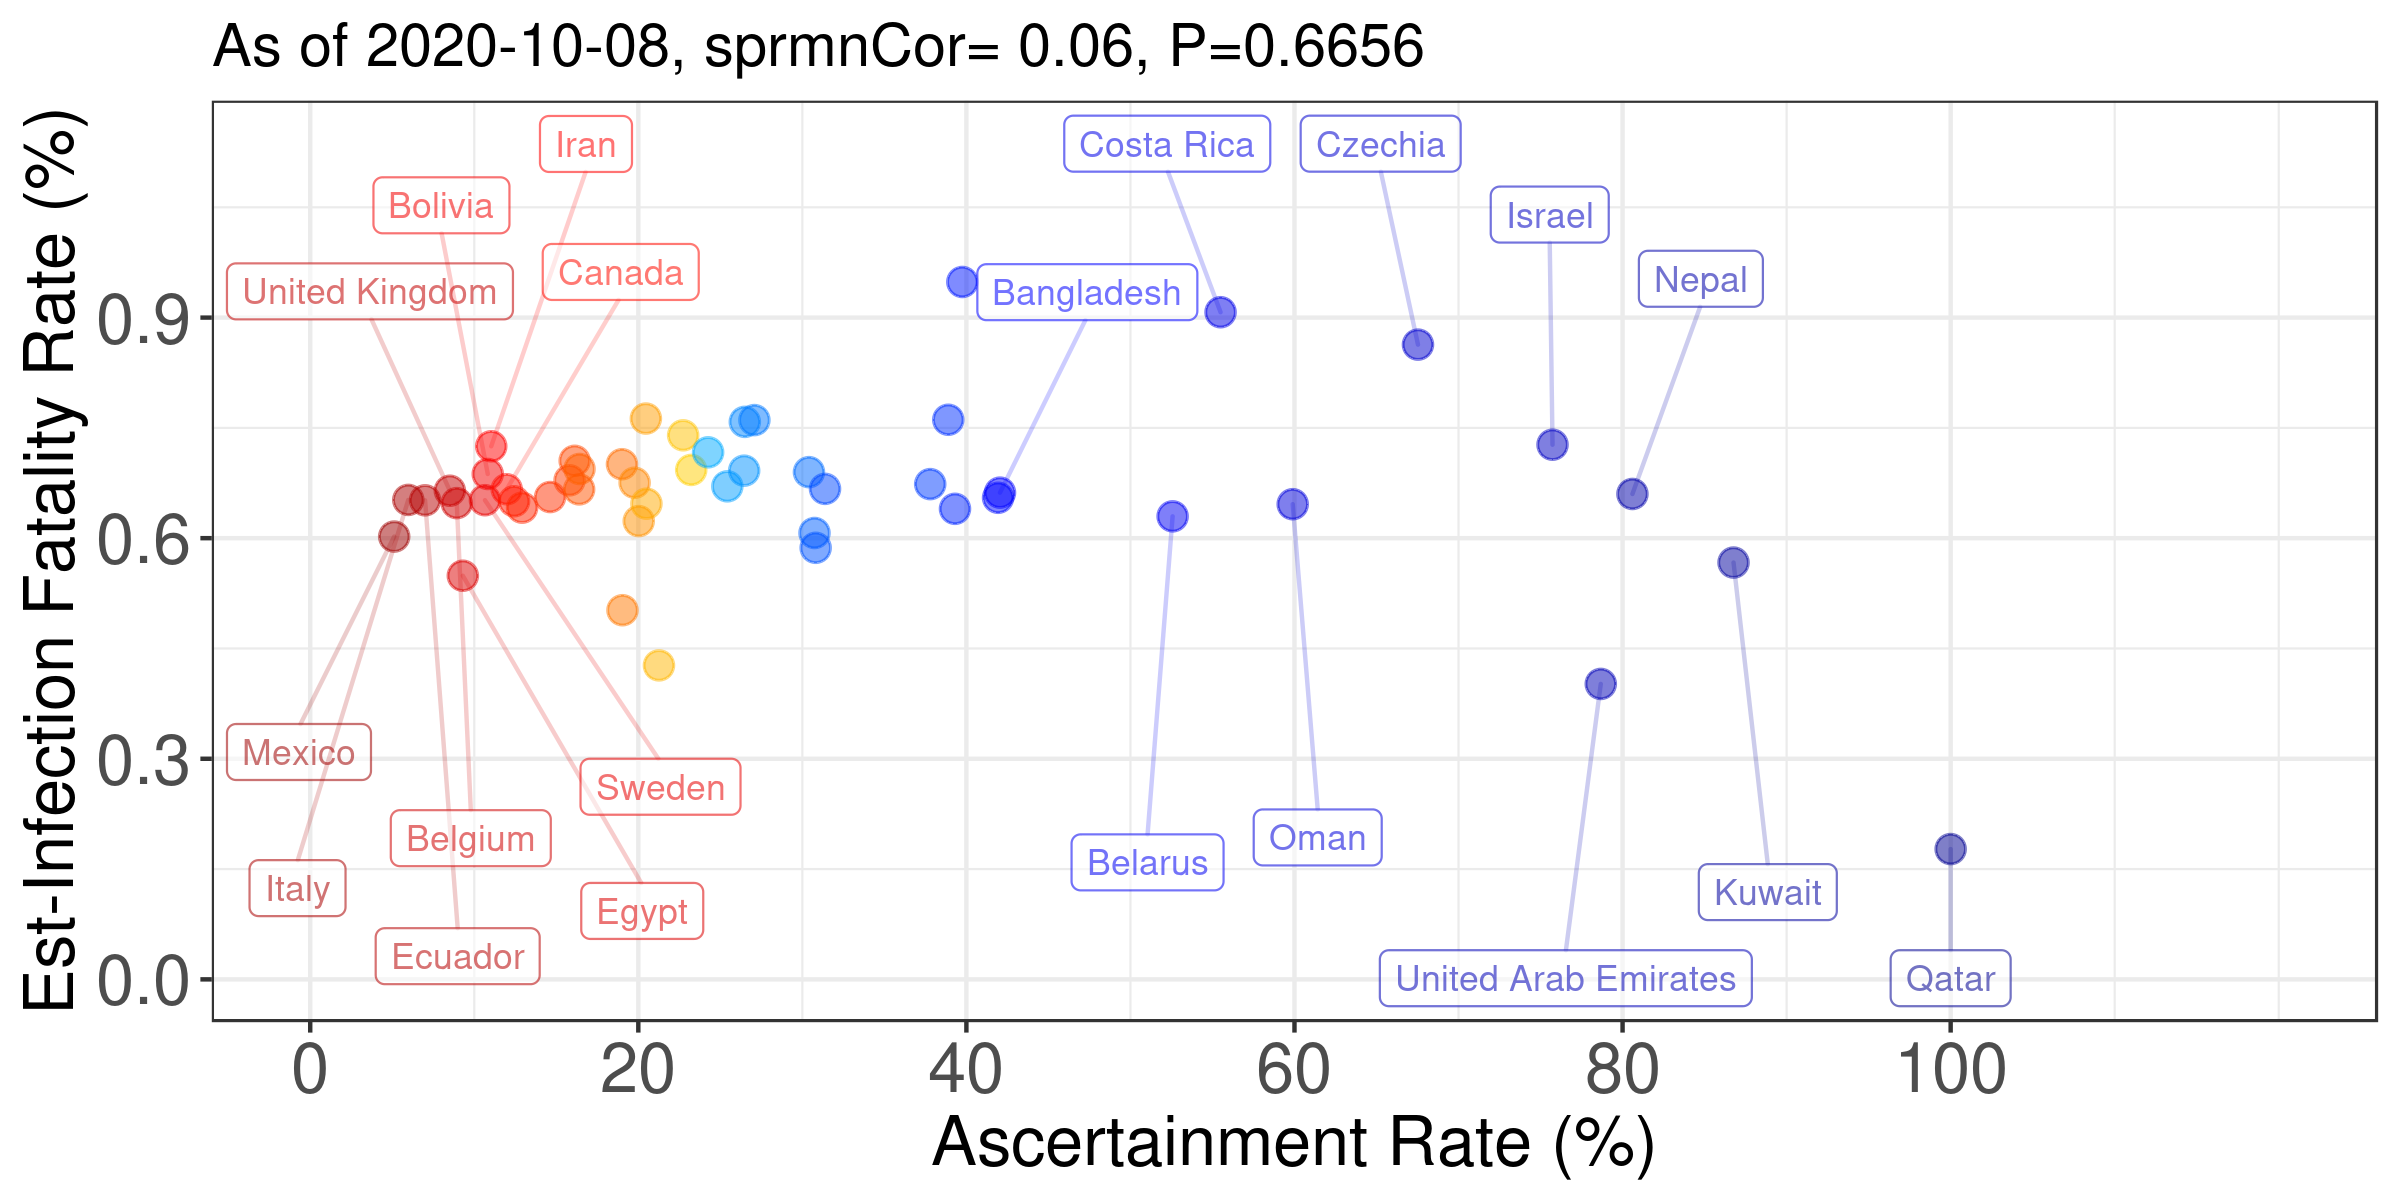 As of 2020-10-08, sprmnCor= 0.06, P=0.6656
Est-Infection Fatality Rate (%)
0.9
0.6
0.3
0.0
Iran
Costa Rica
Czechia
Bolivia
Israel
Canada
Nepal
United Kingdom
Bangladesh
Mexico
Sweden
Belgium
Oman
Belarus
Italy
Kuwait
Egypt
Ecuador
United Arab Emirates
Qatar
0 20 40 60 80 100
Ascertainment Rate (%)